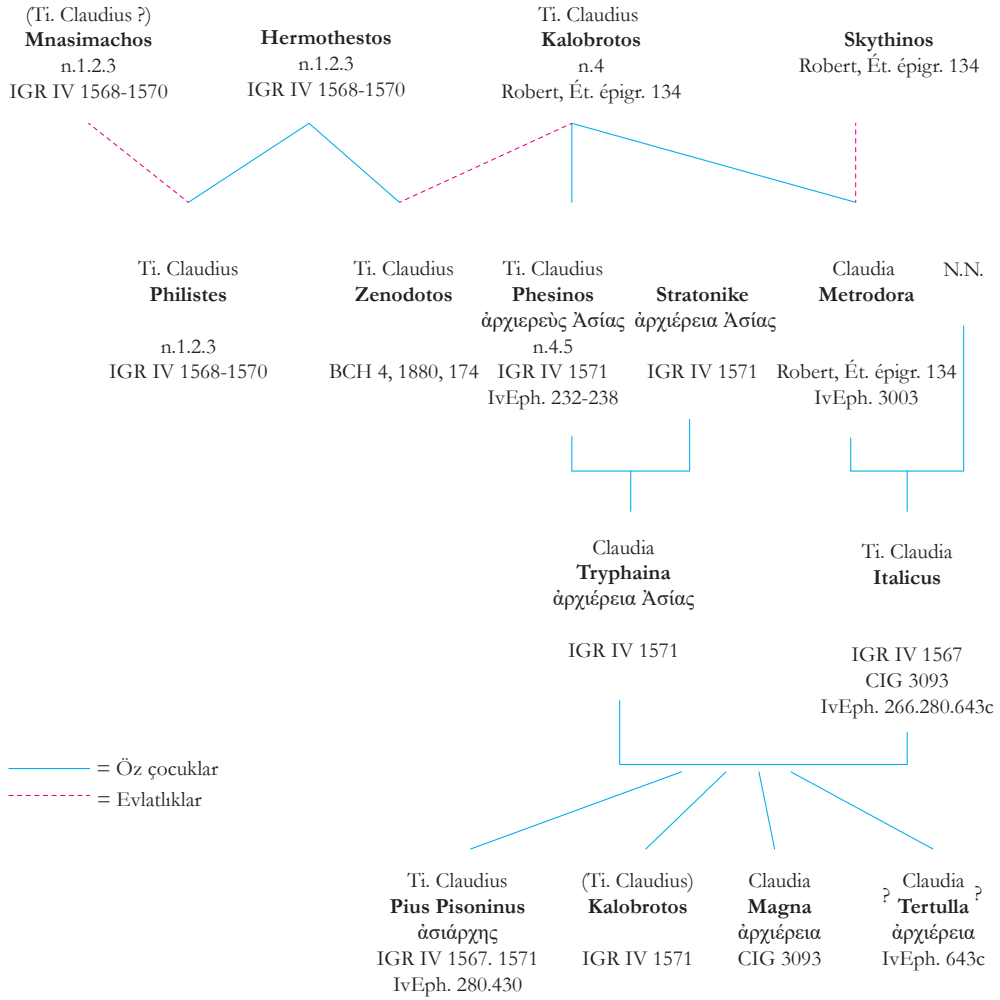 (Ti. Claudius ?)
Mnasimachos
n.1.2.3
IGR IV 1568-1570
Hermothestos
n.1.2.3
IGR IV 1568-1570
Ti. Claudius
Kalobrotos
n.4
Robert, Ét. épigr. 134
Skythinos
Robert, Ét. épigr. 134
Ti. Claudius
Philistes
n.1.2.3
IGR IV 1568-1570
Ti. Claudius
Zenodotos
BCH 4, 1880, 174
Ti. Claudius
Phesinos
ἀρχιερεὺς Ἀσίας
n.4.5
IGR IV 1571
IvEph. 232-238
Stratonike
ἀρχιέρεια Ἀσίας
IGR IV 1571
Claudia
Metrodora
Robert, Ét. épigr. 134
IvEph. 3003
N.N.
Claudia
Tryphaina
ἀρχιέρεια Ἀσίας
IGR IV 1571
Ti. Claudia
Italicus
IGR IV 1567
CIG 3093
IvEph. 266.280.643c
= Öz çocuklar
= Evlatlıklar
Ti. Claudius
Pius Pisoninus
ἀσιάρχης
IGR IV 1567. 1571
IvEph. 280.430
(Ti. Claudius)
Kalobrotos
IGR IV 1571
Claudia
Magna
ἀρχιέρεια
CIG 3093
Claudia
? Tertulla ?
ἀρχιέρεια
IvEph. 643c